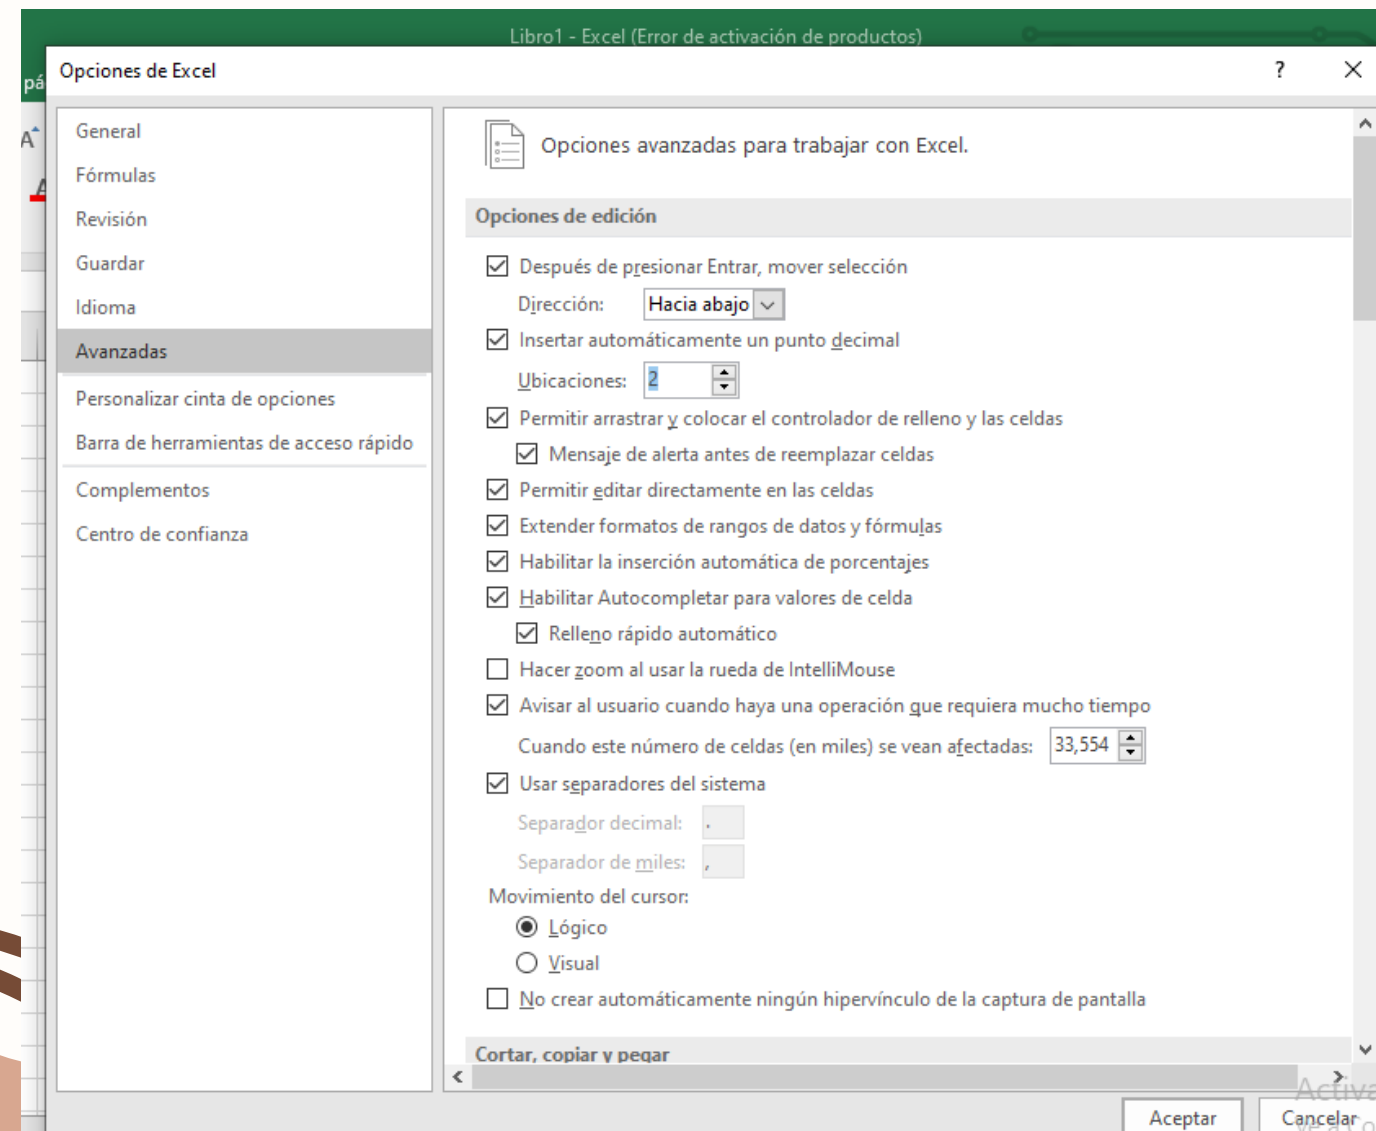 Libro1 - Excel (Error de activación de productos)
pá
Opciones de Excel
?
General
Fórmulas
Revisión
Guardar
Idioma
Avanzadas
Personalizar cinta de opciones
Barra de herramientas de acceso rápido
Complementos
Centro de confianza
Opciones avanzadas para trabajar con Excel.
Opciones de edición
Después de presionar Entrar, mover selección
Dirección: Hacia abajo
Insertar automáticamente un punto decimal
Ubicaciones: 2
Permitir arrastrar y colocar el controlador de relleno y las celdas
Mensaje de alerta antes de reemplazar celdas
Permitir editar directamente en las celdas
Extender formatos de rangos de datos y fórmulas
Habilitar la inserción automática de porcentajes
Habilitar Autocompletar para valores de celda
Relleno rápido automático
Hacer zoom al usar la rueda de IntelliMouse
Avisar al usuario cuando haya una operación que requiera mucho tiempo
Cuando este número de celdas (en miles) se vean afectadas: 33,554
Usar separadores del sistema
Separador decimal: .
Separador de miles: ,
Movimiento del cursor:
Lógico
Visual
No crear automáticamente ningún hipervínculo de la captura de pantalla
Cortar, copiar y pegar
Activa
Aceptar
Cancelar